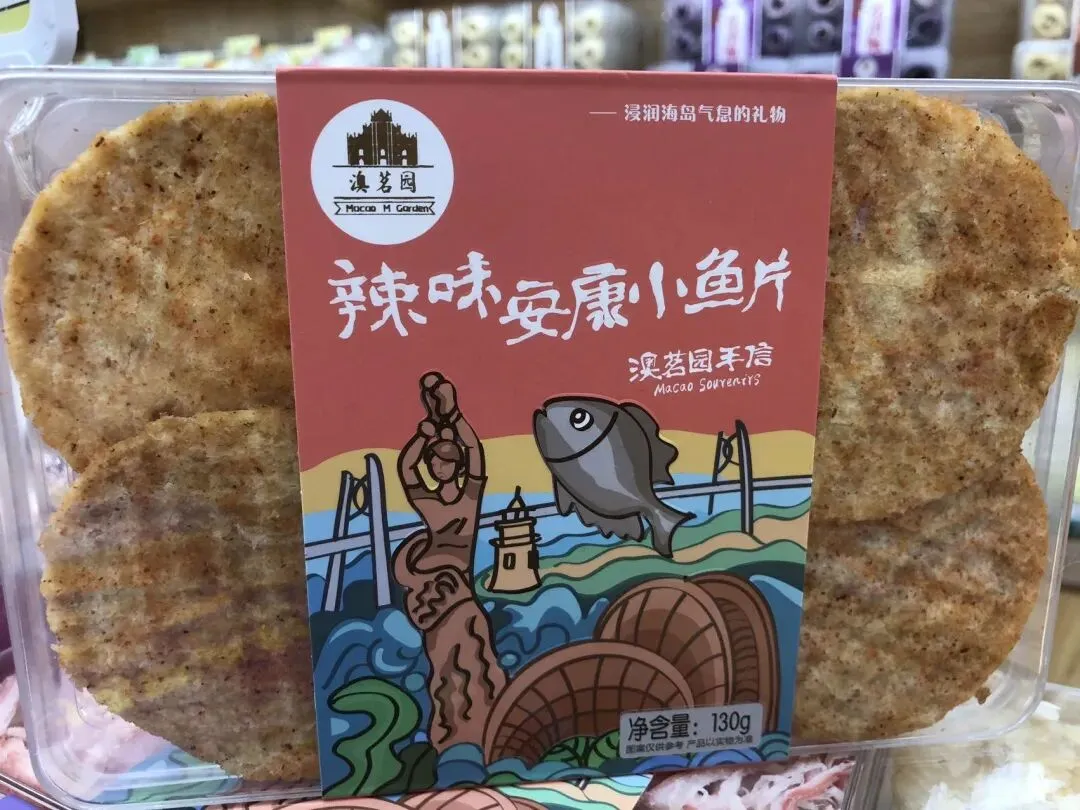 —— 浸润海岛气息的礼物
澳茗园
Macao M Garden
辣味安康小鱼片
澳茗园手信
Macao Souvenirs
净含量：130g
图案仅供参考 产品以实物为准